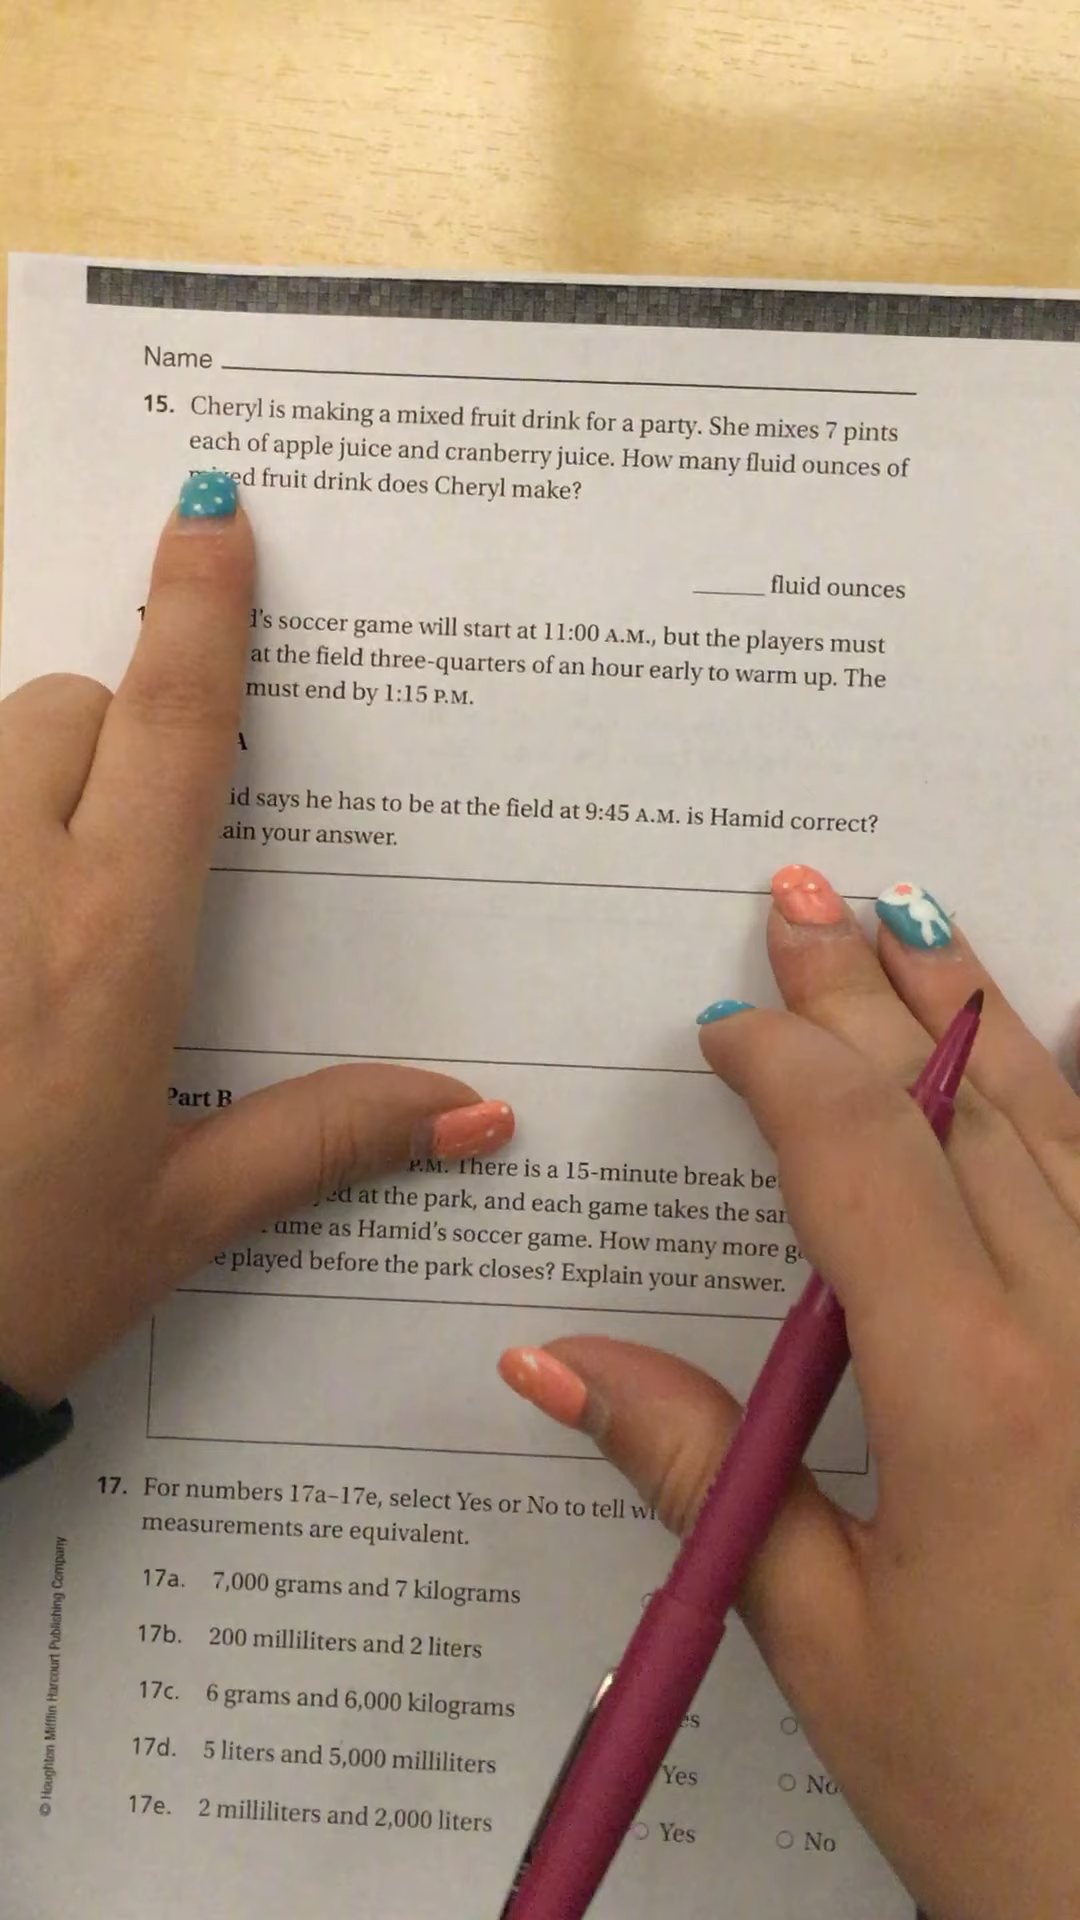 Name
15. Cheryl is making a mixed fruit drink for a party. She mixes 7 pints
each of apple juice and cranberry juice. How many fluid ounces of
mixed fruit drink does Cheryl make?
fluid ounces
soccer game will start at 11:00 A.M., but the players must
at the field three-quarters of an hour early to warm up. The
must end by 1:15 P.M.
A
says he has to be at the field at 9:45 A.M. is Hamid correct?
your answer.
Part B
P.M. There is a 15-minute break
at the park, and each game takes the
time as Hamid's soccer game. How many more
played before the park closes? Explain your answer.
17. For numbers 17a–17e, select Yes or No to tell
measurements are equivalent.
17a. 7,000 grams and 7 kilograms
17b. 200 milliliters and 2 liters
17c. 6 grams and 6,000 kilograms
17d. 5 liters and 5,000 milliliters Yes No
17e. 2 milliliters and 2,000 liters Yes No
© Houghton Mifflin Harcourt Publishing Company